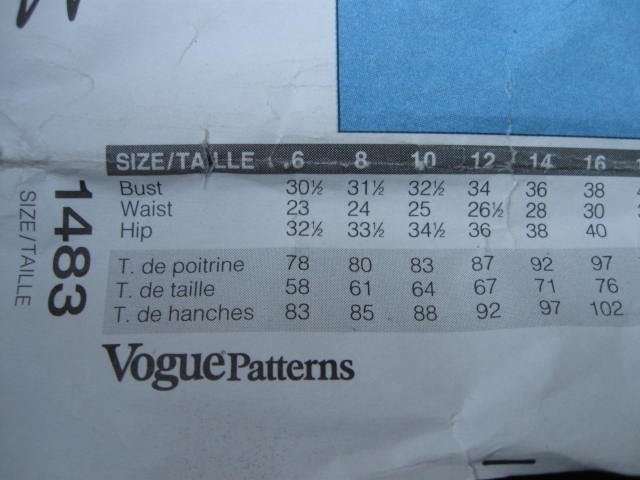 SIZE/TAILLE 6 8 10 12 14 16
Bust 30½ 31½ 32½ 34 36 38
Waist 23 24 25 26½ 28 30
Hip 32½ 33½ 34½ 36 38 40
T. de poitrine 78 80 83 87 92 97
T. de taille 58 61 64 67 71 76
T. de hanches 83 85 88 92 97 102
Vogue Patterns
1483
SIZE/TAILLE